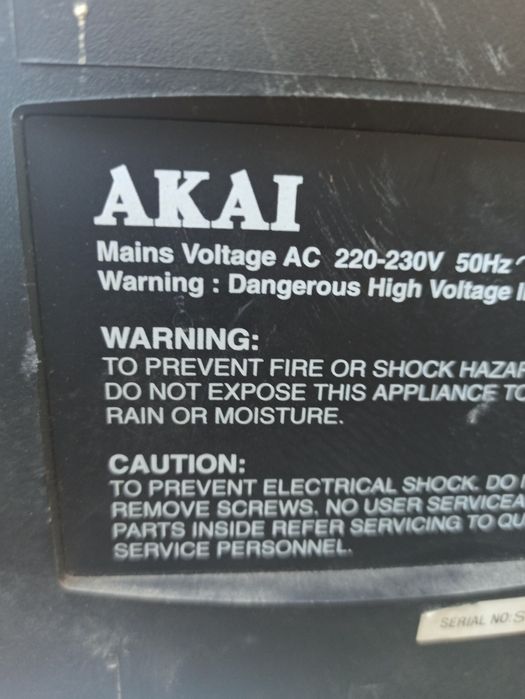 AKAI
Mains Voltage AC 220-230V 50Hz ~
Warning : Dangerous High Voltage
WARNING:
TO PREVENT FIRE OR SHOCK
DO NOT EXPOSE THIS APPLIANCE TO
RAIN OR MOISTURE.
CAUTION:
TO PREVENT ELECTRICAL SHOCK. DO
REMOVE SCREWS. NO USER
PARTS INSIDE REFER SERVICING TO
SERVICE PERSONNEL.
SERIAL NO: